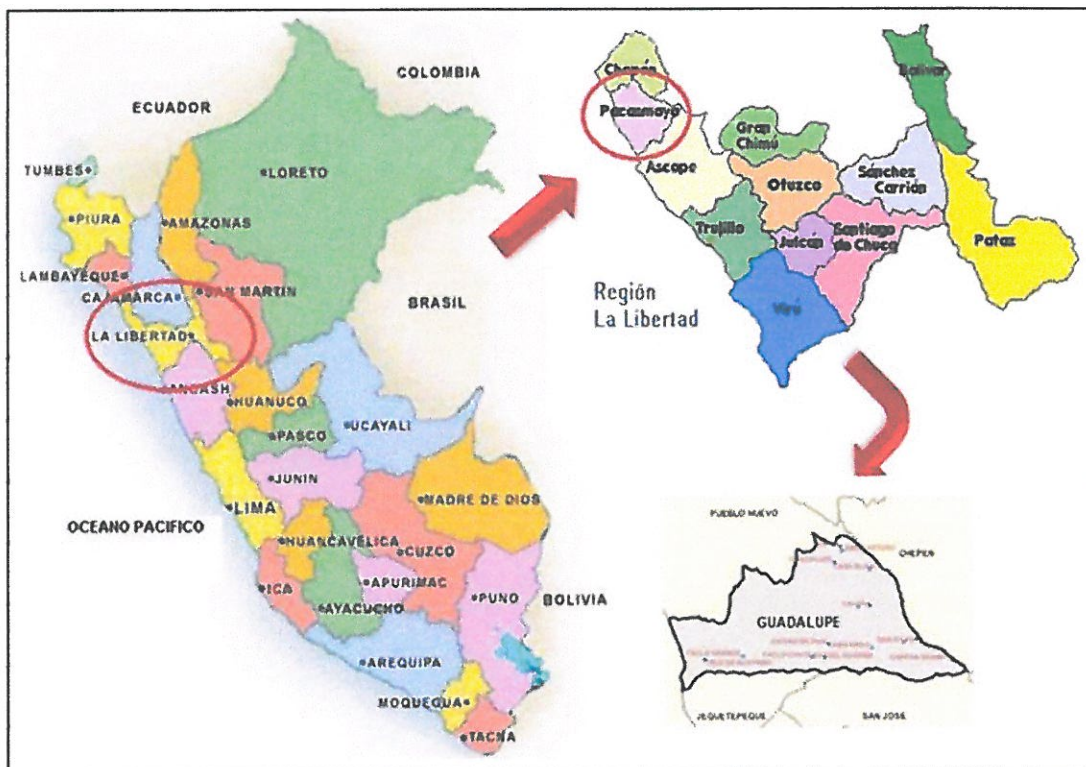 COLOMBIA
ECUADOR
TUMBES
LORETO
PIURA
AMAZONAS
LAMBAYEQUE
CAJAMARCA
SAN MARTIN
BRASIL
LA LIBERTAD
ANCASH
HUANUCO
UCAYALI
PASCO
JUNIN
MADRE DE DIOS
LIMA
OCEANO PACIFICO
HUANCAVELICA
CUZCO
ICA
APURIMAC
PUNO
BOLIVIA
AYACUCHO
AREQUIPA
MOQUEGUA
TACNA
Chepén
Bolívar
Pacasmayo
Gran
Chimú
Ascope
Otuzco
Sánchez
Carrión
Trujillo
Julcán
Santiago
de Chuco
Pataz
Virú
Región
La Libertad
PUEBLO NUEVO
CHEPEN
GUADALUPE
JEQUETEPEQUE
SAN JOSE